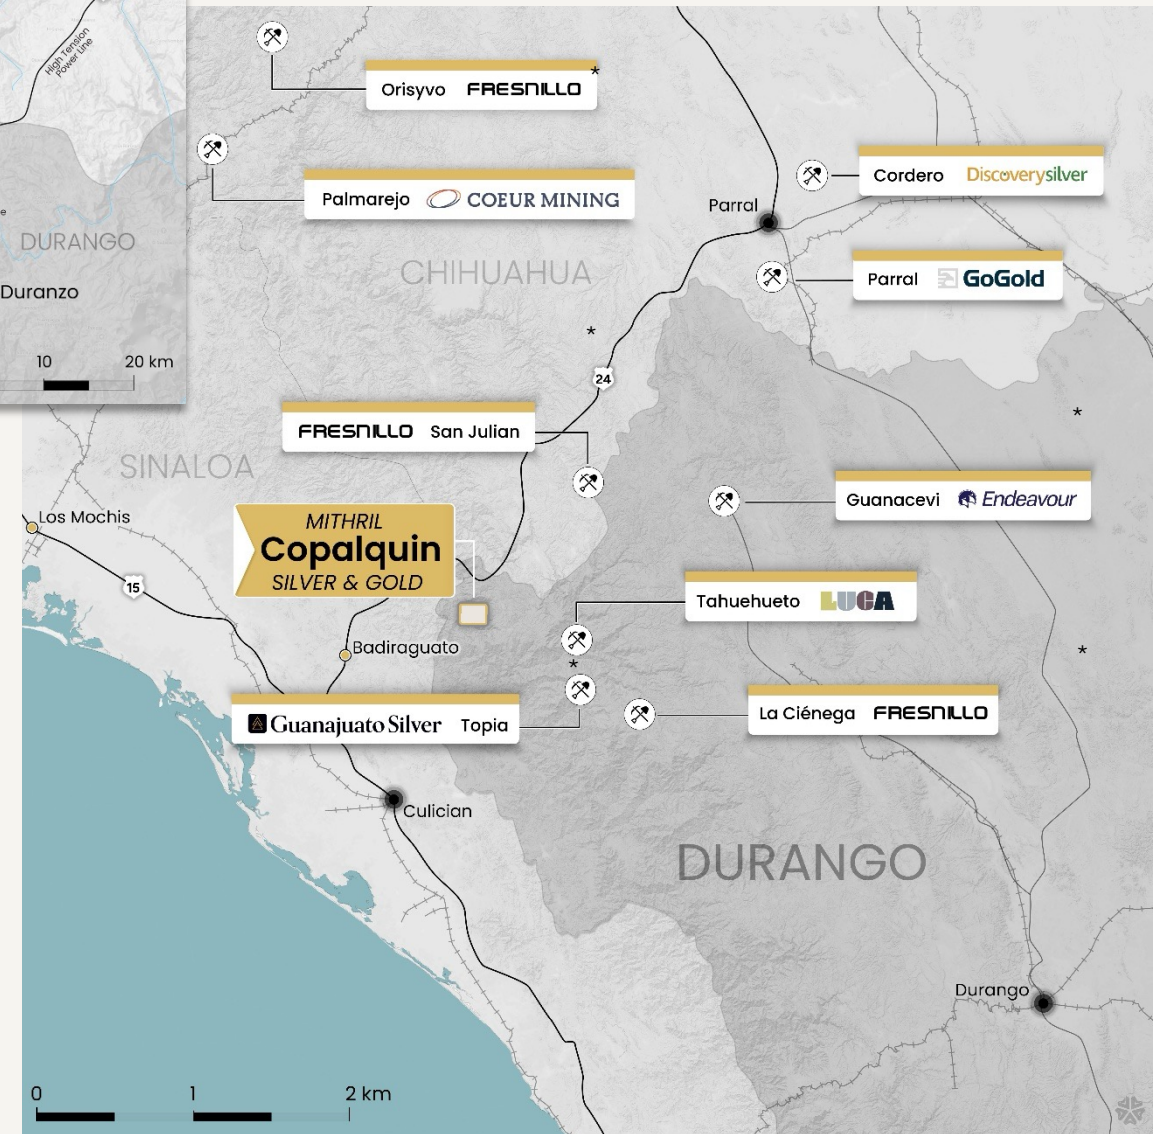 High Tension
Power Line
e
DURANGO
Duranzo
10 20 km
Orisyvo FRESNILLO *
Palmarejo COEUR MINING
Cordero Discoverysilver
Parral
Parral GoGold
CHIHUAHUA
*
24
*
FRESNILLO San Julian
SINALOA
Guanacevi Endeavour
Los Mochis
MITHRIL
Copalquin
SILVER & GOLD
15
Tahuehueto LUCA
Badiraguato
*
*
Guanajuato Silver Topia
La Ciénega FRESNILLO
Culician
DURANGO
Durango
0 1 2 km